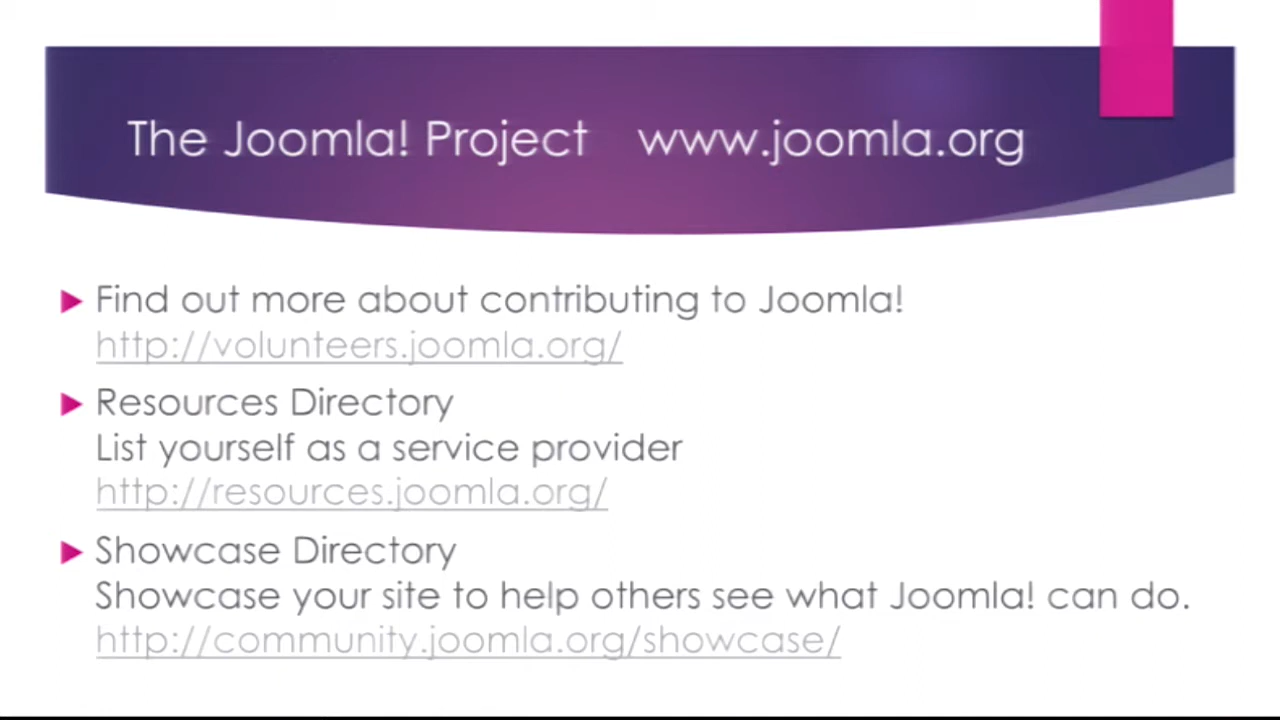 The Joomla! Project www.joomla.org
Find out more about contributing to Joomla!
http://volunteers.joomla.org/
Resources Directory
List yourself as a service provider
http://resources.joomla.org/
Showcase Directory
Showcase your site to help others see what Joomla! can do.
http://community.joomla.org/showcase/